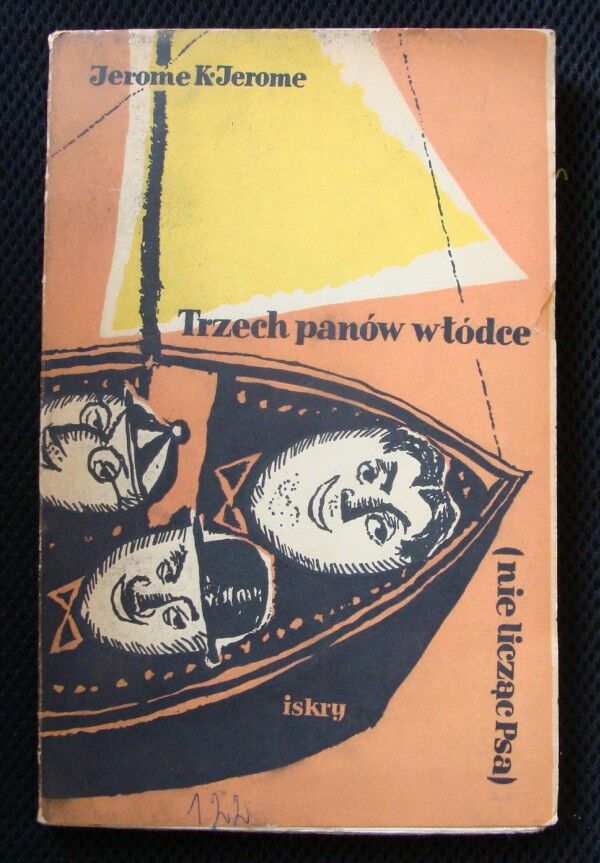 Jerome K. Jerome
Trzech panów w łódce
(nie licząc Psa)
iskry
122